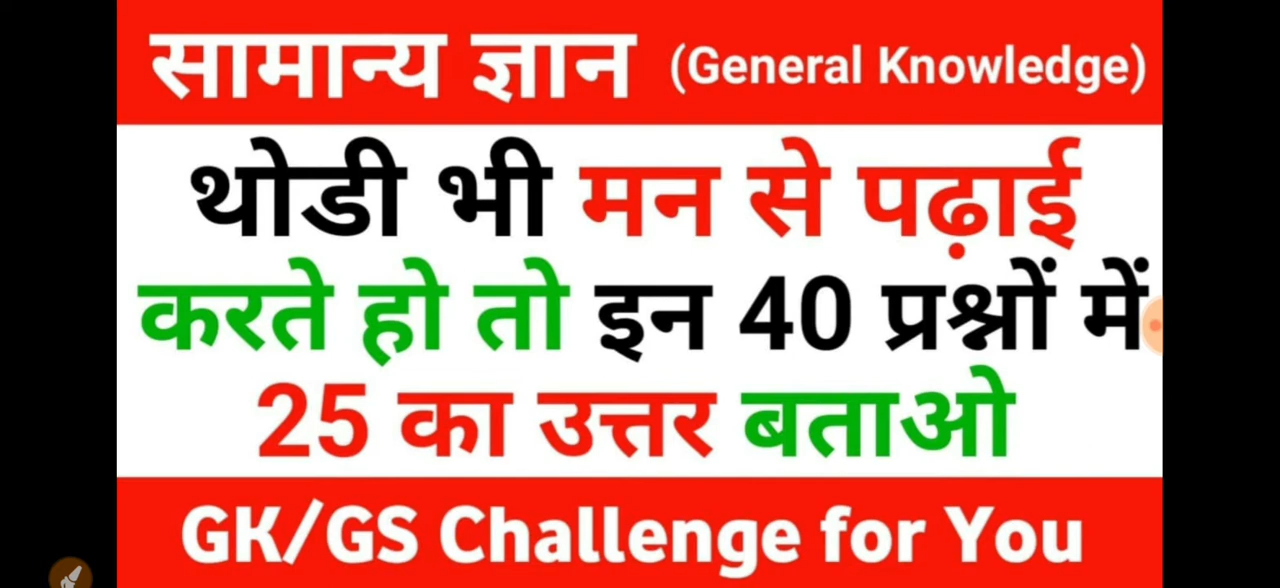 सामान्य ज्ञान (General Knowledge)
थोडी भी मन से पढ़ाई
करते हो तो इन 40 प्रश्नों में
25 का उत्तर बताओ
GK/GS Challenge for You